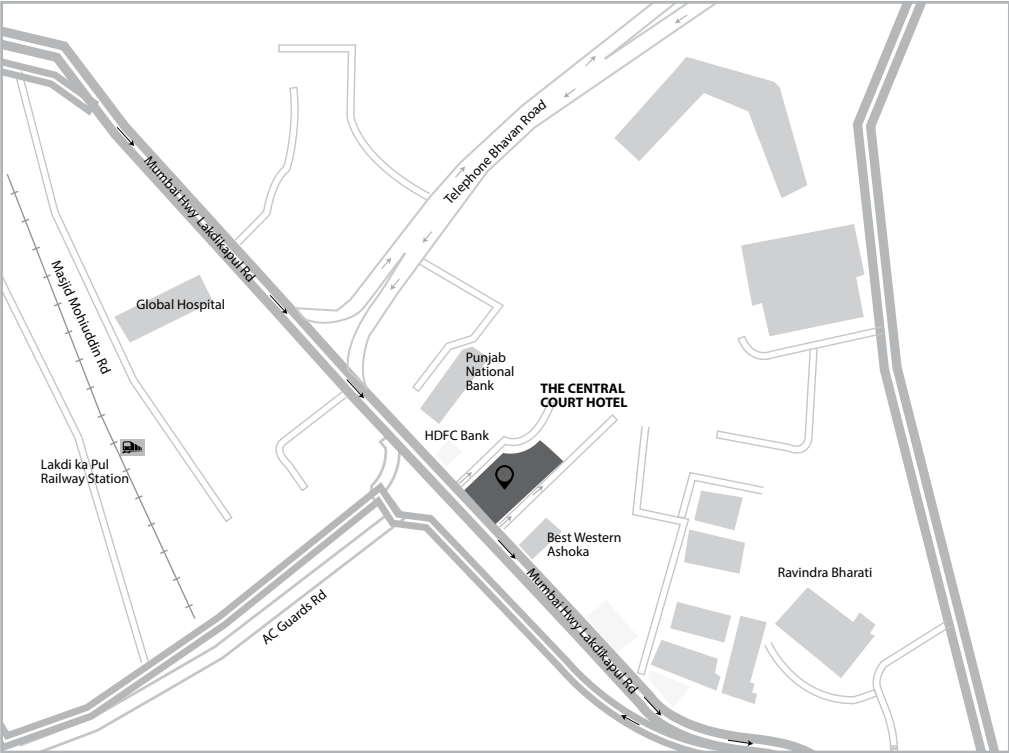 Telephone Bhavan Road
Mumbai Hwy Lakdikapul Rd
Masjid Mohiuddin Rd
Global Hospital
Punjab
National
Bank
THE CENTRAL
COURT HOTEL
HDFC Bank
Lakdi ka Pul
Railway Station
Best Western
Ashoka
Ravindra Bharati
AC Guards Rd
Mumbai Hwy Lakdikapul Rd